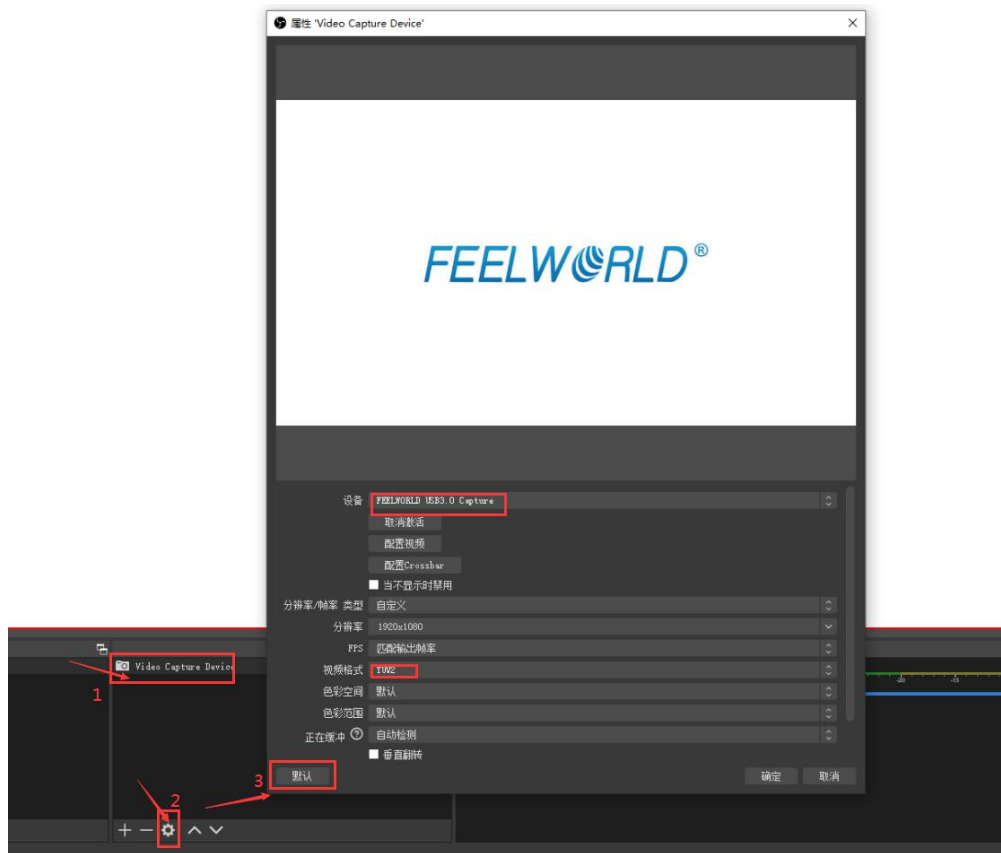 属性 'Video Capture Device'
FEELWORLD®
设备 FEELWORLD USB3.0 Capture
取消激活
配置视频
配置Crossbar
当不显示时禁用
分辨率/帧率 类型 自定义
分辨率 1920x1080
FPS 匹配输出帧率
视频格式 YUV2
色彩空间 默认
色彩范围 默认
正在缓冲 ? 自动检测
垂直翻转
默认 确定 取消
Video Capture Device
1
2
3
-20 -15